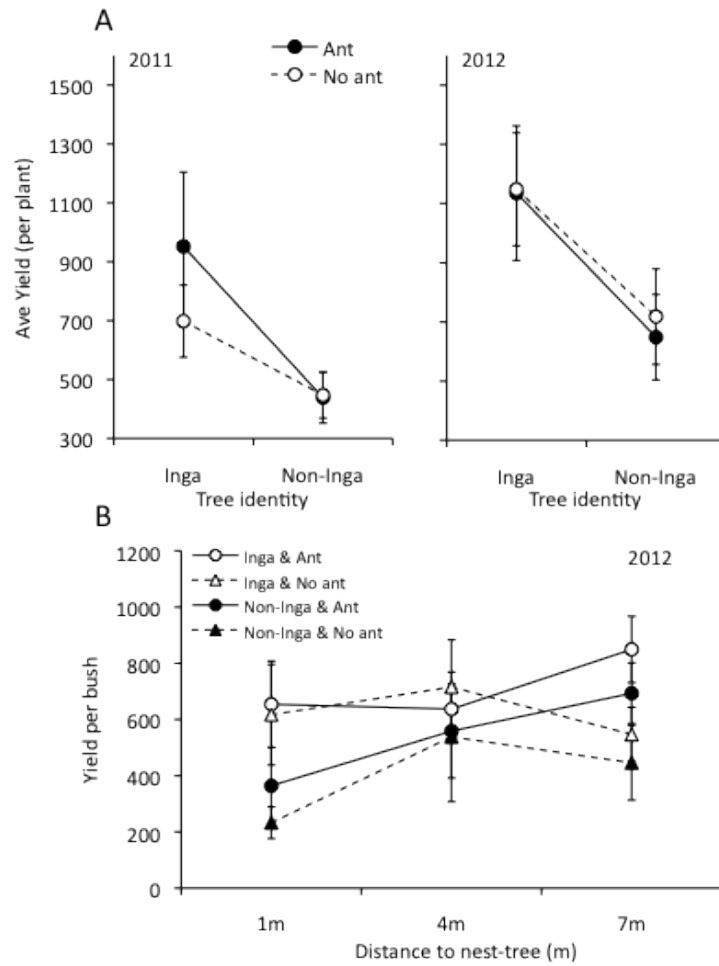 A
2011
Ant
No ant
2012
Ave Yield (per plant)
1500
1300
1100
900
700
500
300
Inga
Non-Inga
Tree identity
Inga
Non-Inga
Tree identity
B
Inga & Ant
Inga & No ant
Non-Inga & Ant
Non-Inga & No ant
2012
Yield per bush
1200
1000
800
600
400
200
0
1m
4m
7m
Distance to nest-tree (m)